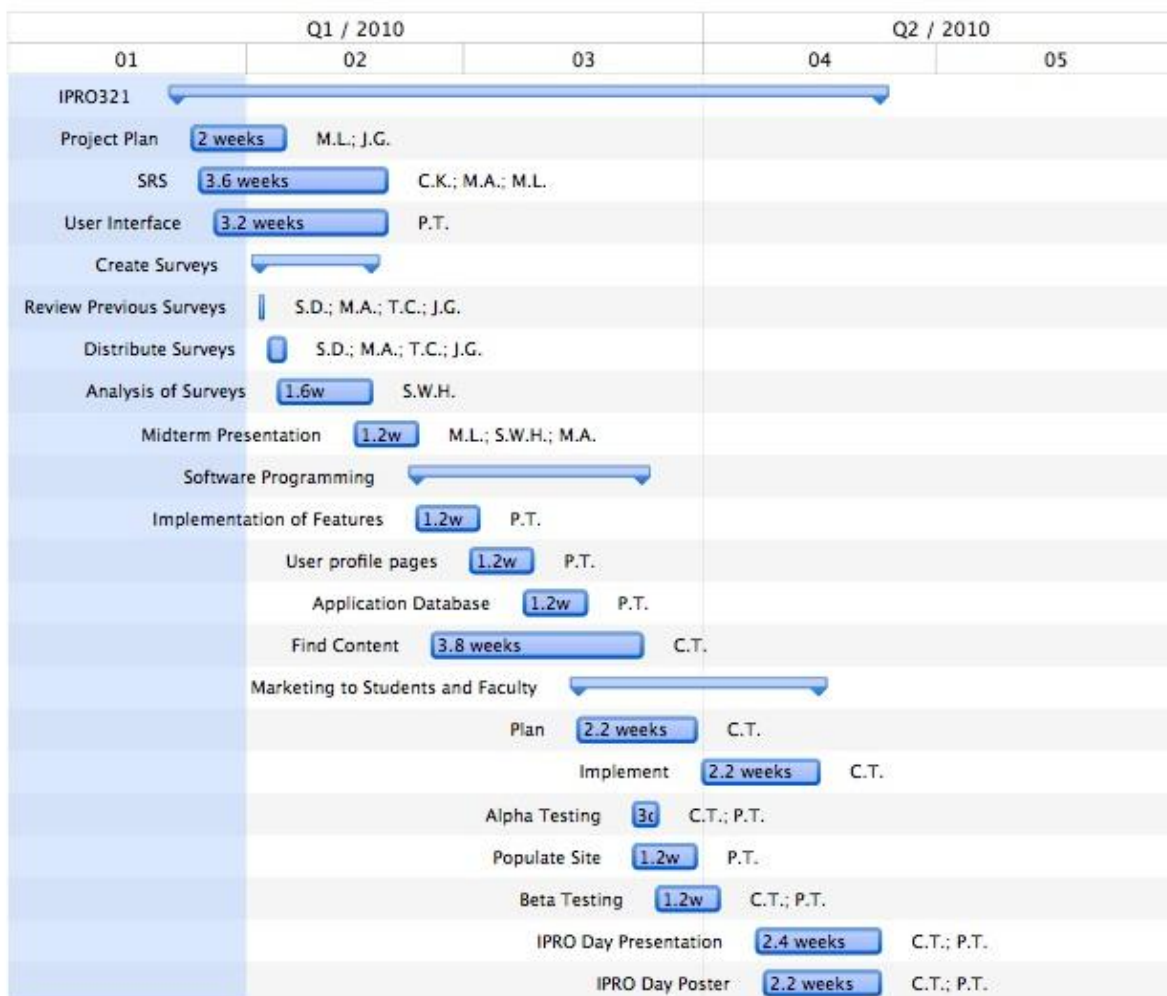 Q1 / 2010 Q2 / 2010
01 02 03 04 05
IPRO321
Project Plan 2 weeks M.L.; J.G.
SRS 3.6 weeks C.K.; M.A.; M.L.
User Interface 3.2 weeks P.T.
Create Surveys
Review Previous Surveys S.D.; M.A.; T.C.; J.G.
Distribute Surveys S.D.; M.A.; T.C.; J.G.
Analysis of Surveys 1.6w S.W.H.
Midterm Presentation 1.2w M.L.; S.W.H.; M.A.
Software Programming
Implementation of Features 1.2w P.T.
User profile pages 1.2w P.T.
Application Database 1.2w P.T.
Find Content 3.8 weeks C.T.
Marketing to Students and Faculty
Plan 2.2 weeks C.T.
Implement 2.2 weeks C.T.
Alpha Testing C.T.; P.T.
Populate Site 1.2w P.T.
Beta Testing 1.2w C.T.; P.T.
IPRO Day Presentation 2.4 weeks C.T.; P.T.
IPRO Day Poster 2.2 weeks C.T.; P.T.